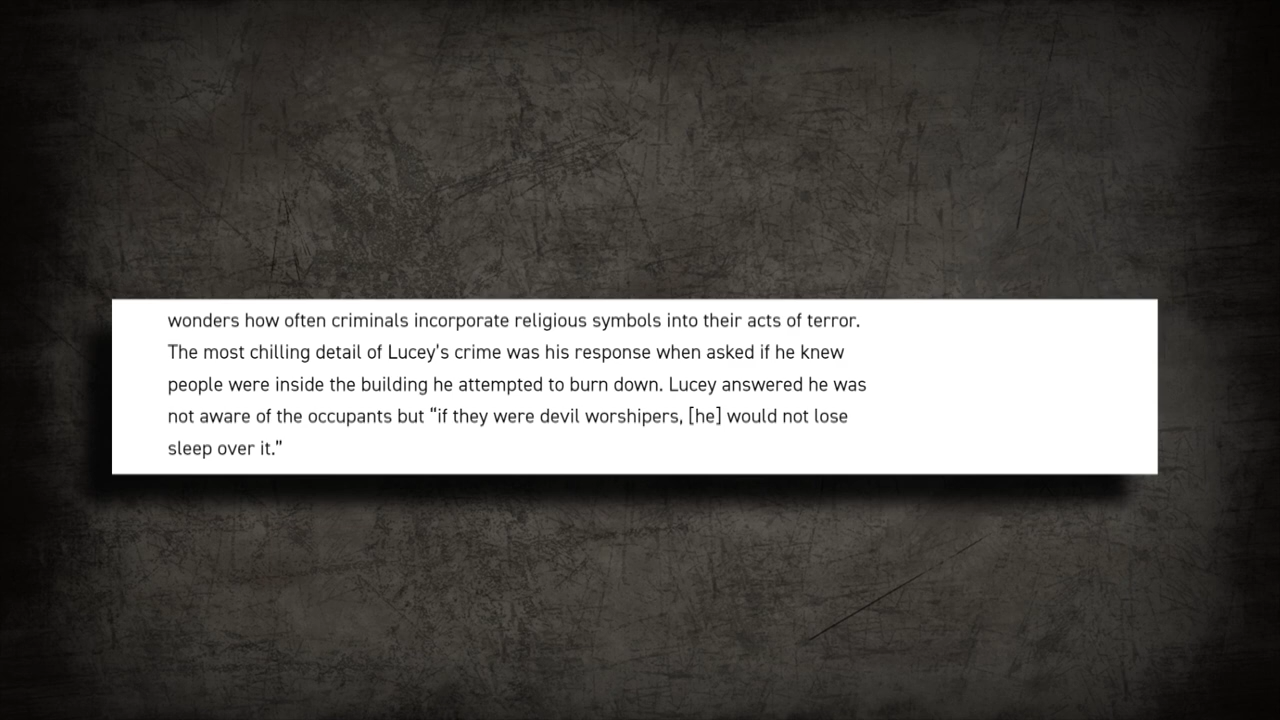 wonders how often criminals incorporate religious symbols into their acts of terror.
The most chilling detail of Lucey's crime was his response when asked if he knew
people were inside the building he attempted to burn down. Lucey answered he was
not aware of the occupants but “if they were devil worshipers, [he] would not lose
sleep over it.”